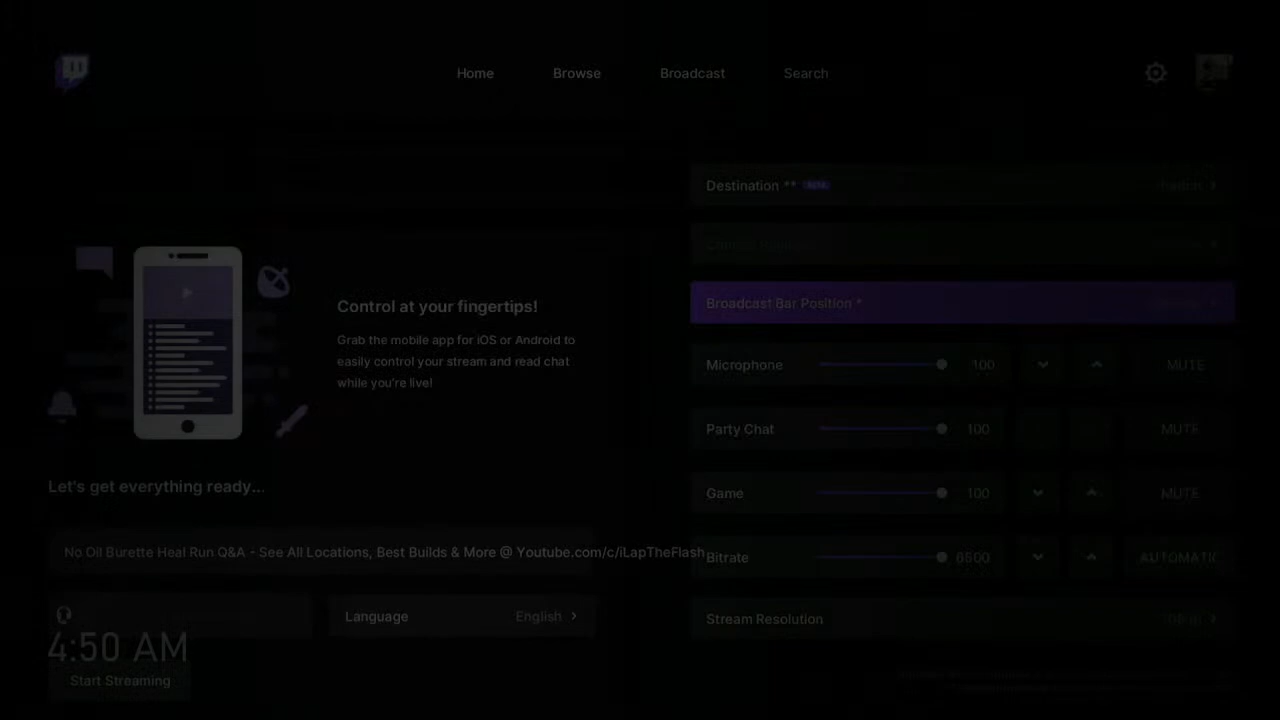 Home
Browse
Broadcast
Search
Destination **
Control at your fingertips!
Grab the mobile app for iOS or Android to
easily control your stream and read chat
while you're live!
Broadcast Bar Position *
Microphone 100 MUTE
Party Chat 100 MUTE
Game 100 MUTE
Let's get everything ready...
No Oil Burette Heal Run Q&A - See All Locations, Best Builds & More @ Youtube.com/c/iLapTheFlash
Bitrate 6500 AUTOMATIC
Language English
Stream Resolution
4:50 AM
Start Streaming